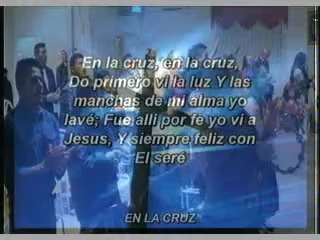 En la cruz, en la cruz,
Do primero vi la luz Y las
manchas de mi alma yo
lavé; Fue alli por fe yo vi a
Jesus, Y siempre feliz con
El seré
EN LA CRUZ